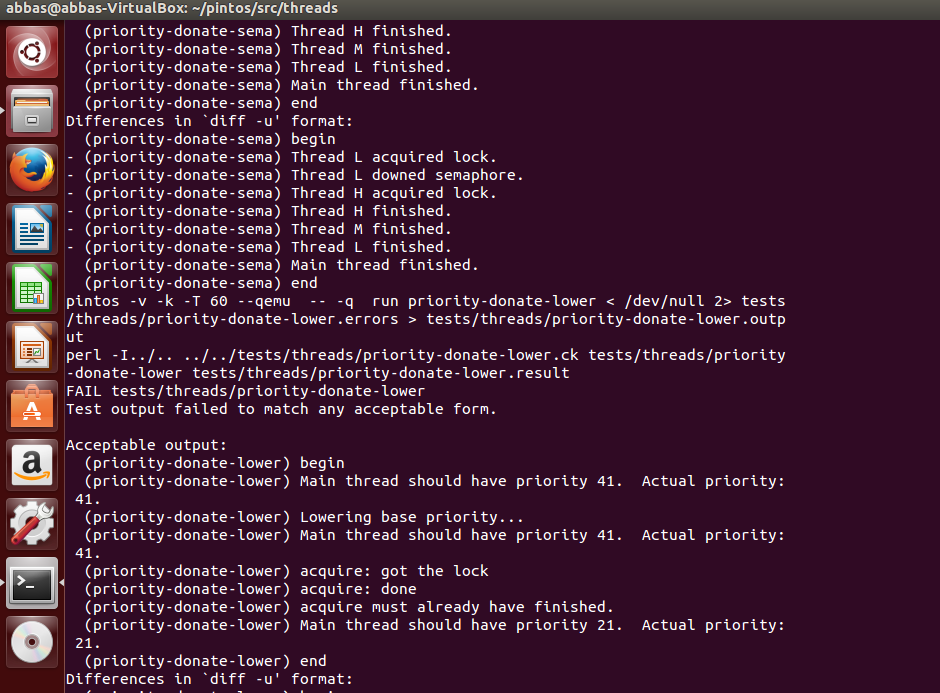 abbas@abbas-VirtualBox: ~/pintos/src/threads
  (priority-donate-sema) Thread H finished.
  (priority-donate-sema) Thread M finished.
  (priority-donate-sema) Thread L finished.
  (priority-donate-sema) Main thread finished.
  (priority-donate-sema) end
Differences in `diff -u' format:
  (priority-donate-sema) begin
- (priority-donate-sema) Thread L acquired lock.
- (priority-donate-sema) Thread L downed semaphore.
- (priority-donate-sema) Thread H acquired lock.
- (priority-donate-sema) Thread H finished.
- (priority-donate-sema) Thread M finished.
- (priority-donate-sema) Thread L finished.
  (priority-donate-sema) Main thread finished.
  (priority-donate-sema) end
pintos -v -k -T 60 --qemu  -- -q  run priority-donate-lower < /dev/null 2> tests
/threads/priority-donate-lower.errors > tests/threads/priority-donate-lower.outp
ut
perl -I../.. ../../tests/threads/priority-donate-lower.ck tests/threads/priority
-donate-lower tests/threads/priority-donate-lower.result
FAIL tests/threads/priority-donate-lower
Test output failed to match any acceptable form.

Acceptable output:
  (priority-donate-lower) begin
  (priority-donate-lower) Main thread should have priority 41.  Actual priority:
 41.
  (priority-donate-lower) Lowering base priority...
  (priority-donate-lower) Main thread should have priority 41.  Actual priority:
 41.
  (priority-donate-lower) acquire: got the lock
  (priority-donate-lower) acquire: done
  (priority-donate-lower) acquire must already have finished.
  (priority-donate-lower) Main thread should have priority 21.  Actual priority:
 21.
  (priority-donate-lower) end
Differences in `diff -u' format: